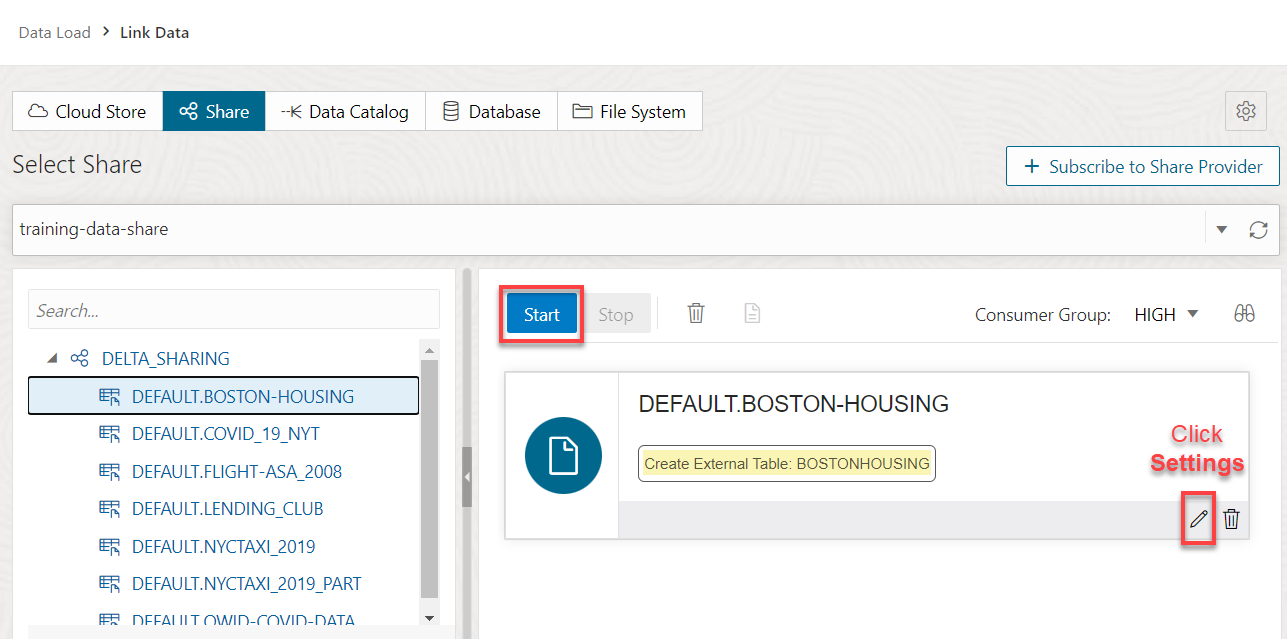 Data Load > Link Data
Cloud Store Share Data Catalog Database File System
Select Share
+ Subscribe to Share Provider
training-data-share
Search...
DELTA_SHARING
DEFAULT.BOSTON-HOUSING
DEFAULT.COVID_19_NYT
DEFAULT.FLIGHT-ASA_2008
DEFAULT.LENDING_CLUB
DEFAULT.NYCTAXI_2019
DEFAULT.NYCTAXI_2019_PART
DEFAULT.OWID-COVID-DATA
Start Stop Consumer Group: HIGH
DEFAULT.BOSTON-HOUSING
Create External Table: BOSTONHOUSING
Click
Settings